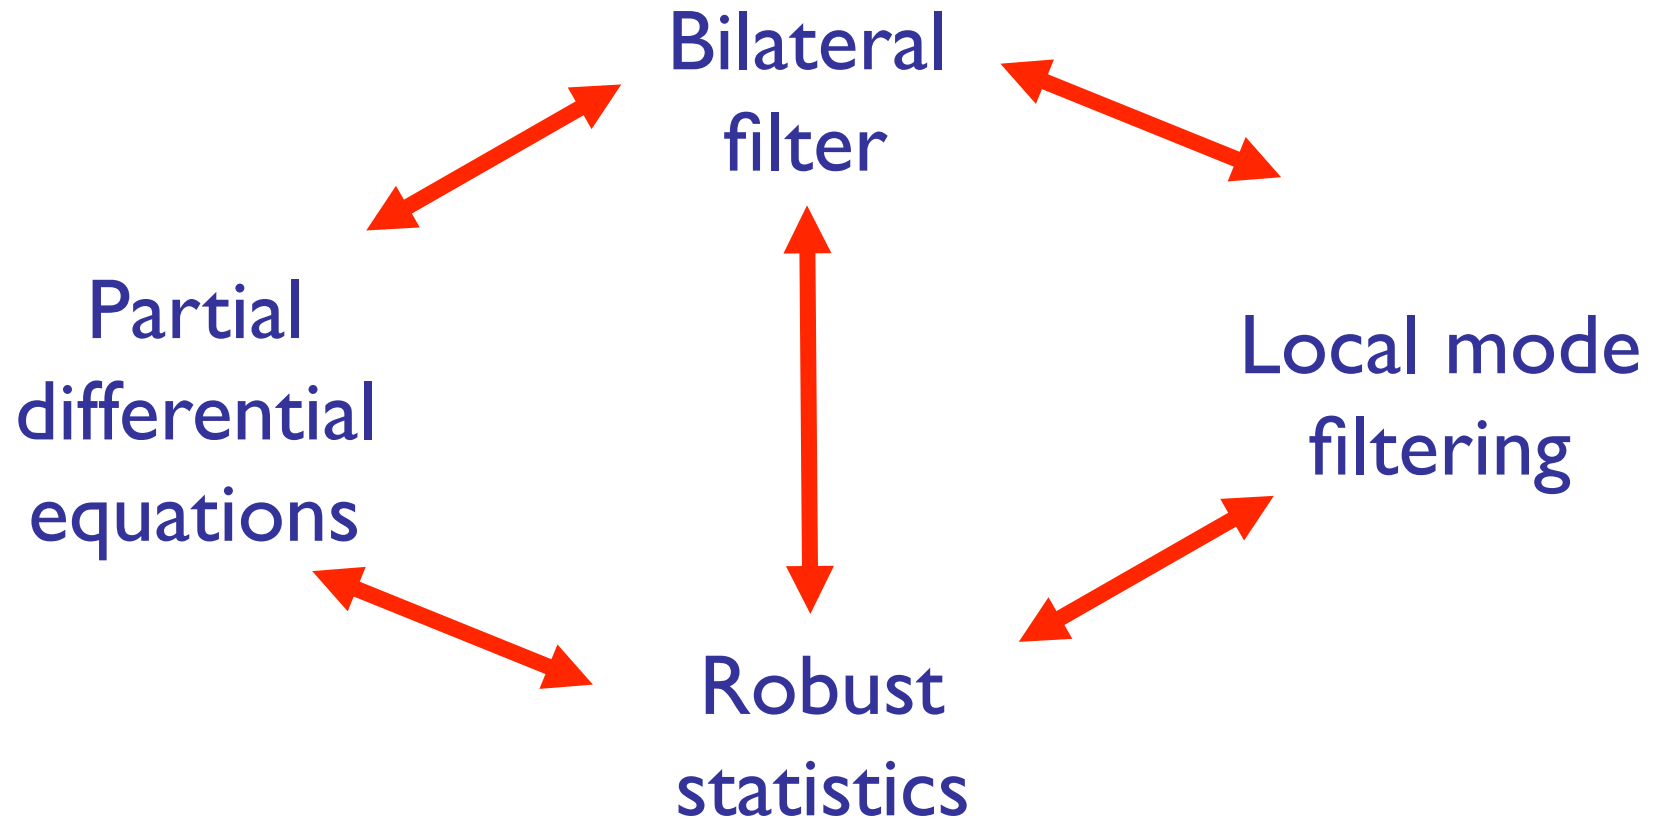 Bilateral
filter
Partial
differential
equations
Local mode
filtering
Robust
statistics